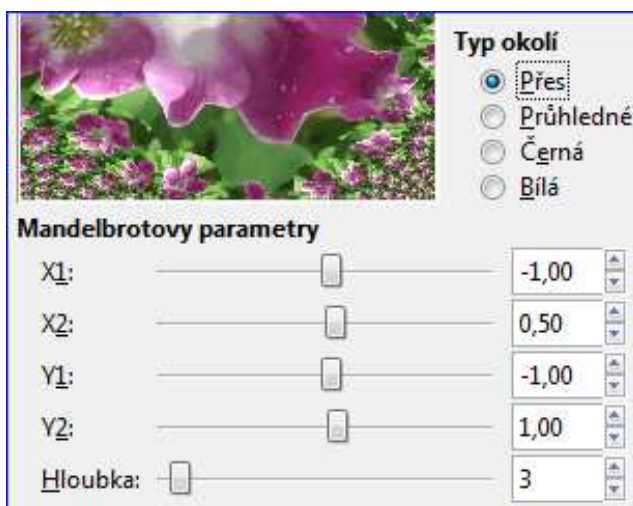 Typ okolí
Přes
Průhledné
Černá
Bílá
Mandelbrotovy parametry
X1: -1,00
X2: 0,50
Y1: -1,00
Y2: 1,00
Hloubka: 3